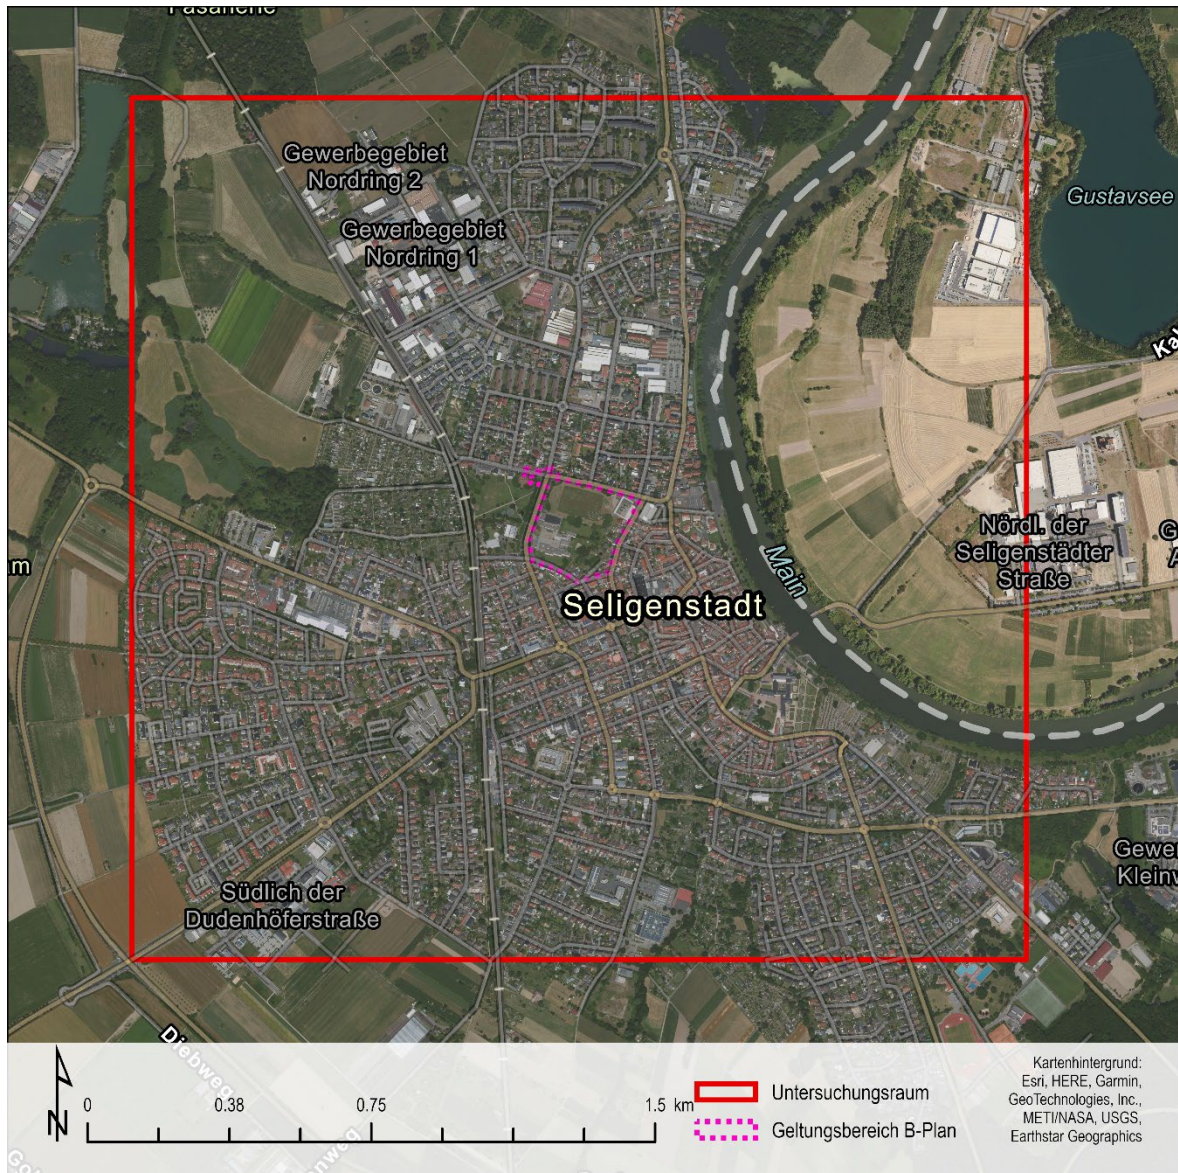 Fasanerie
Gewerbegebiet
Nordring 2
Gewerbegebiet
Nordring 1
Gustavsee
Nördl. der
Seligenstädter
Straße
Main
Seligenstadt
Südlich der
Dudenhöferstraße
Diebweg
N
0
0.38
0.75
1.5 km
Untersuchungsraum
Geltungsbereich B-Plan
Kartenhintergrund:
Esri, HERE, Garmin,
GeoTechnologies, Inc.,
METI/NASA, USGS,
Earthstar Geographics